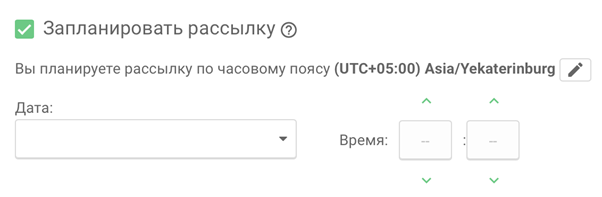 Запланировать рассылку
Вы планируете рассылку по часовому поясу (UTC+05:00) Asia/Yekaterinburg
Дата:
Время: -- : --